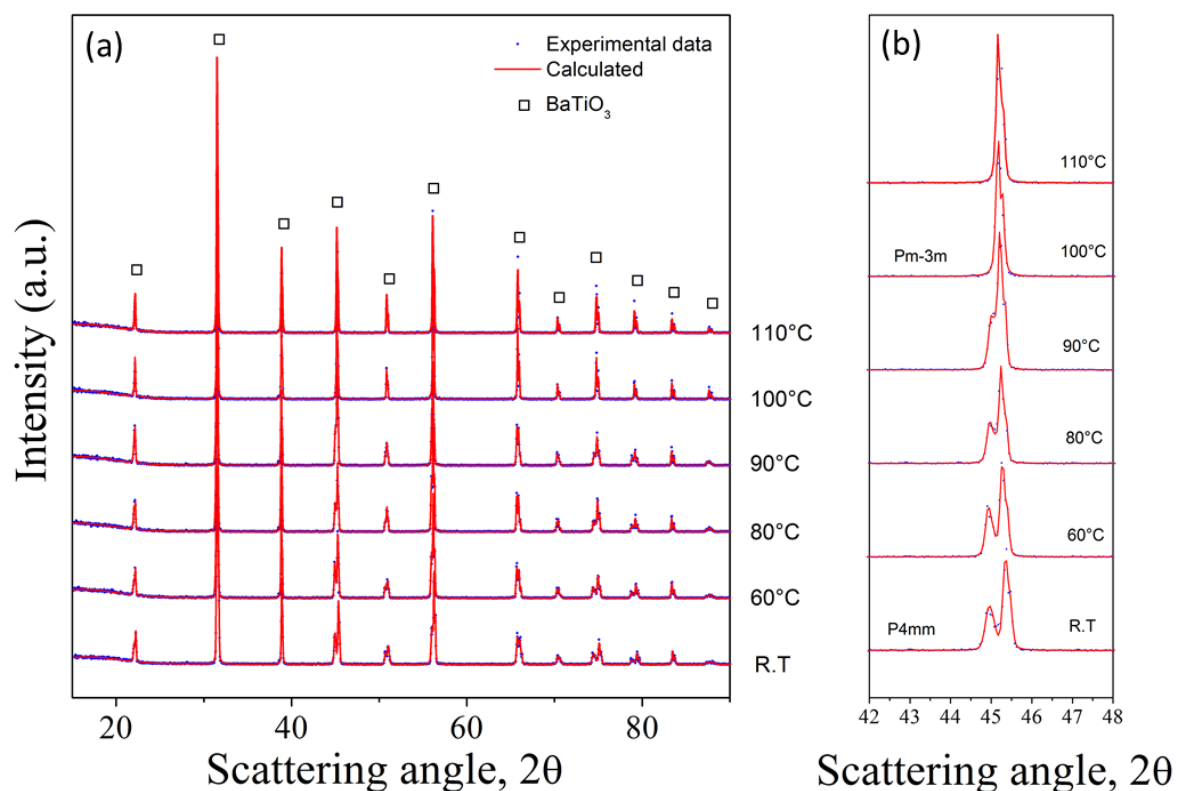 (a)
Experimental data
Calculated
BaTiO₃
Intensity (a.u.)
110°C
100°C
90°C
80°C
60°C
R.T
20 40 60 80
Scattering angle, 2θ
(b)
110°C
Pm-3m 100°C
90°C
80°C
60°C
P4mm R.T
42 43 44 45 46 47 48
Scattering angle, 2θ